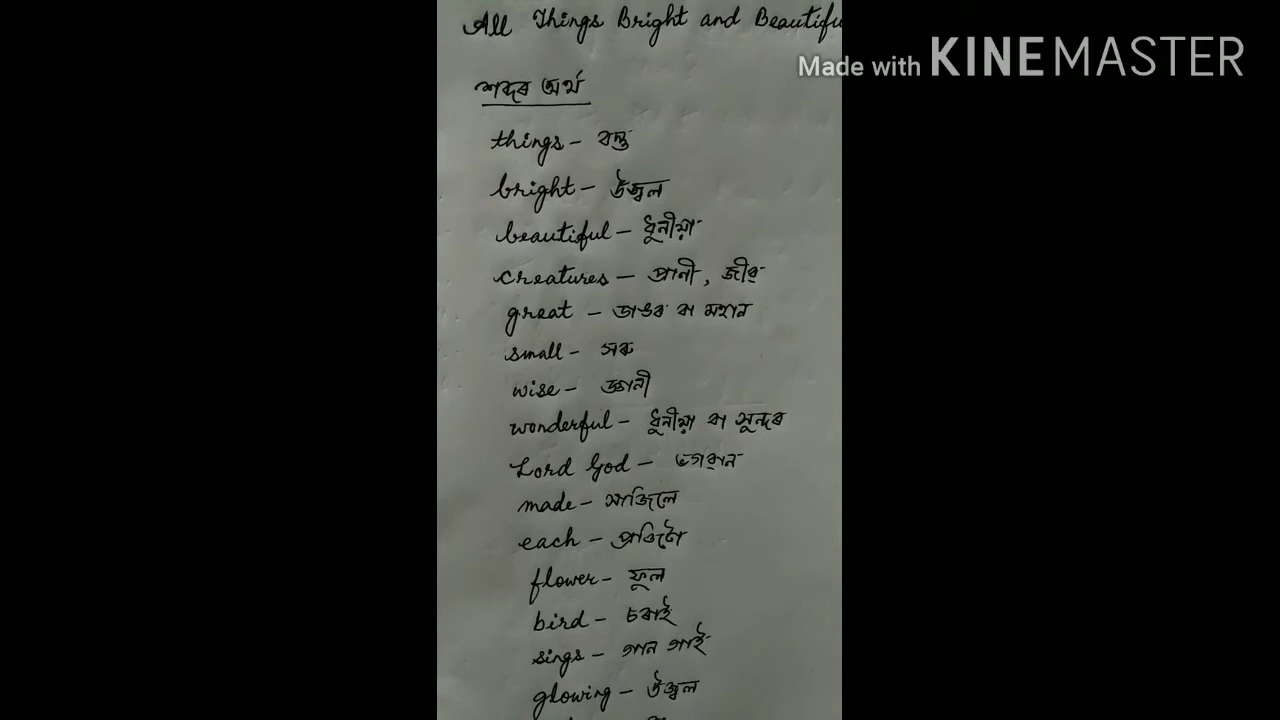 All Things Bright and Beautifu
Made with KINEMASTER
শব্দৰ অৰ্থ
things – বস্তু
bright – উজ্বল
beautiful – ধুনীয়া
creatures – প্ৰানী, জীৱ
great – ডাঙৰ বা মহান
small – সৰু
wise – জ্ঞানী
wonderful – ধুনীয়া বা সুন্দৰ
Lord God – ভগৱান
made – সাজিলে
each – প্ৰতিটো
flower – ফুল
bird – চৰাই
sings – গান গাই
glowing – উজ্বল